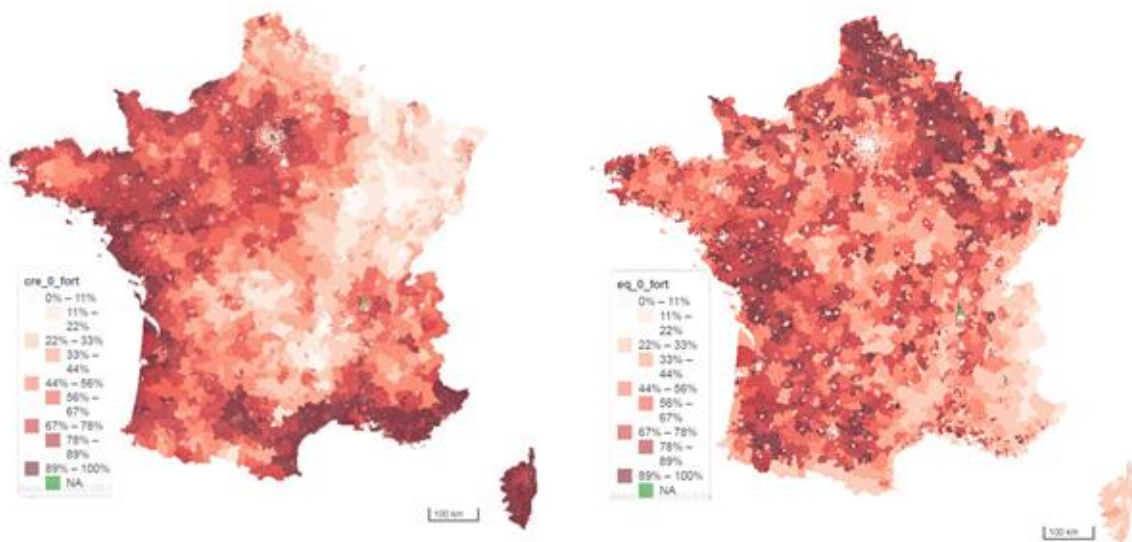 cre_0_fort
0% – 11%
11% –
22%
22% – 33%
33% –
44%
44% – 56%
56% –
67%
67% – 78%
78% –
89%
89% – 100%
NA
100 km
eq_0_fort
0% – 11%
11% –
22%
22% – 33%
33% –
44%
44% – 56%
56% –
67%
67% – 78%
78% –
89%
89% – 100%
NA
100 km